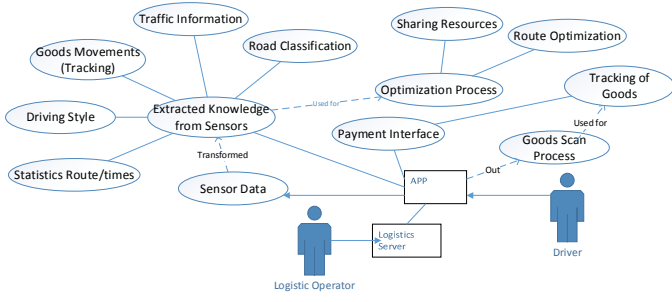 Traffic Information
Sharing Resources
Goods Movements
(Tracking)
Road Classification
Route Optimization
Tracking of
Goods
Extracted Knowledge
from Sensors
Used for
Optimization Process
Driving Style
Payment Interface
Used for
Goods Scan
Process
Transformed
Statistics Route/times
Sensor Data
APP
Out
Logistics
Server
Driver
Logistic Operator